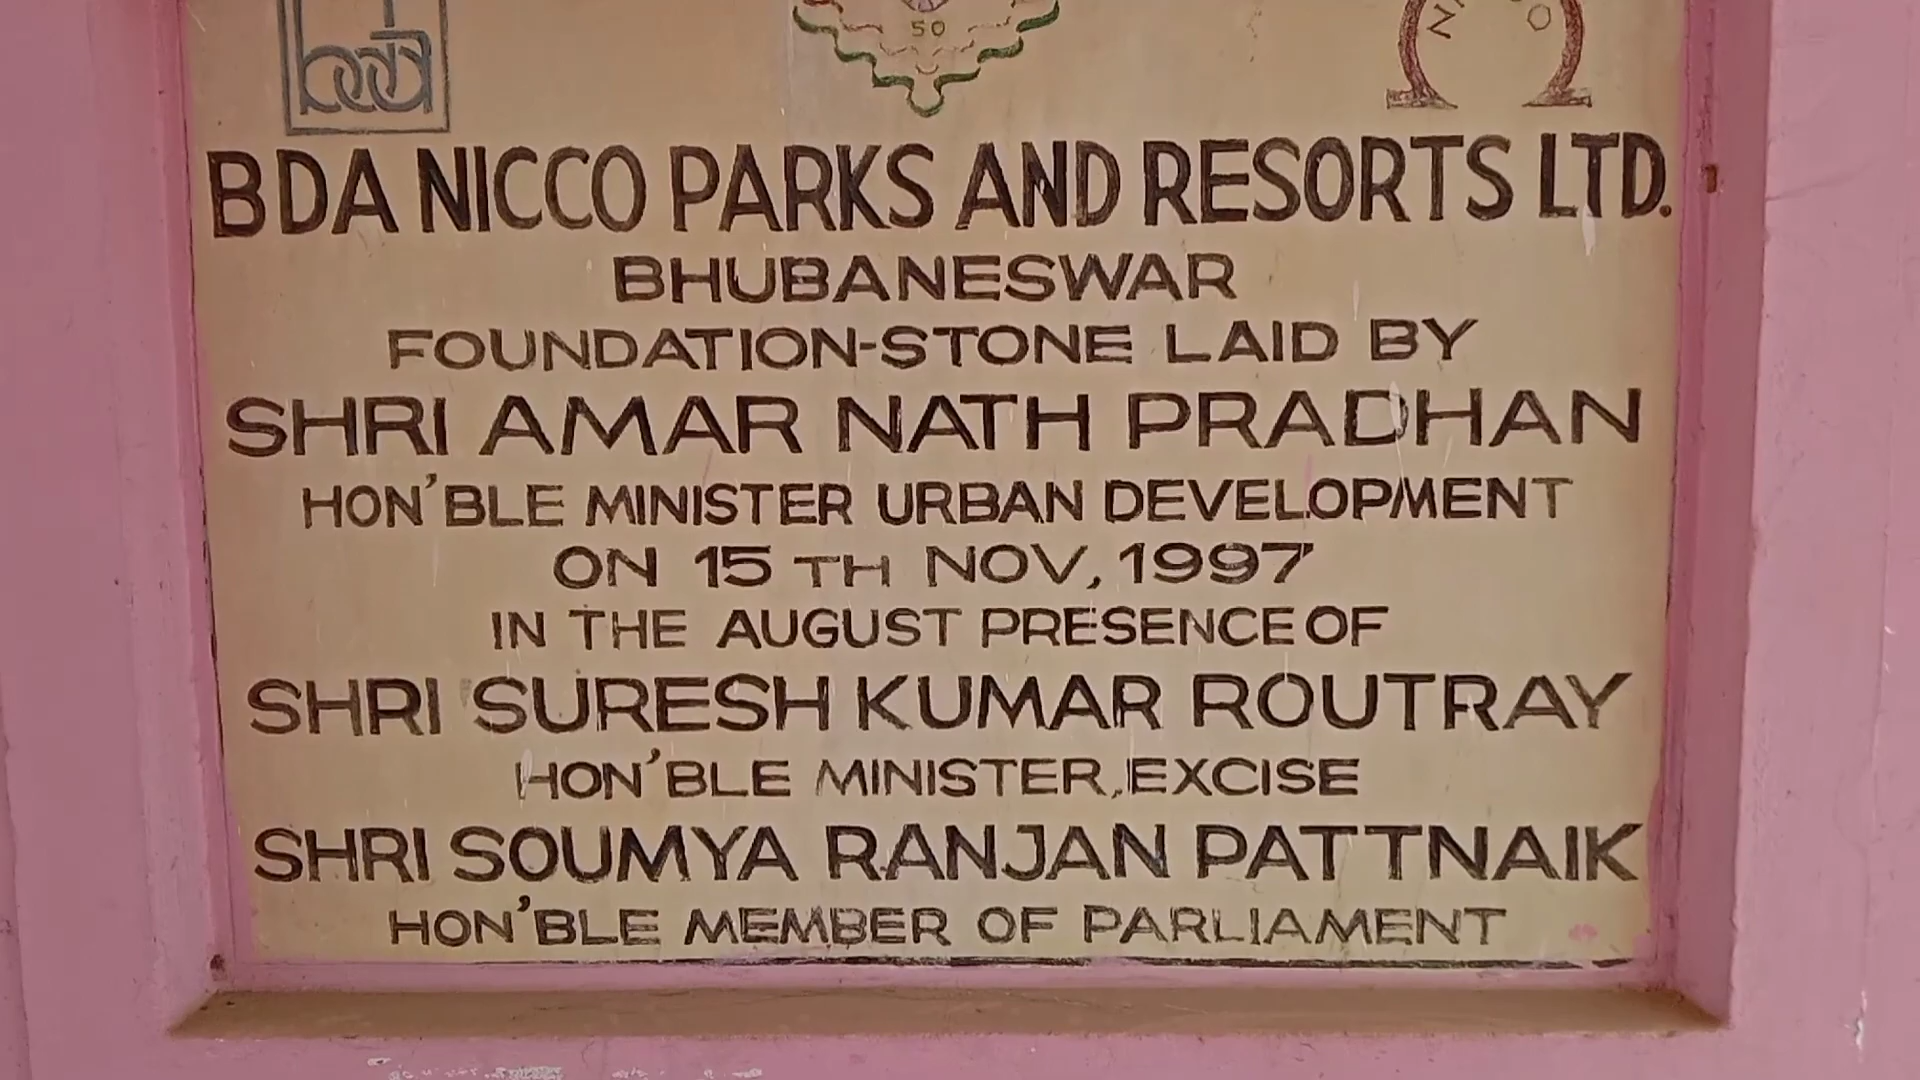 bda
50
BDA NICCO PARKS AND RESORTS LTD.
BHUBANESWAR
FOUNDATION-STONE LAID BY
SHRI AMAR NATH PRADHAN
HON'BLE MINISTER URBAN DEVELOPMENT
ON 15 TH NOV, 1997
IN THE AUGUST PRESENCE OF
SHRI SURESH KUMAR ROUTRAY
HON'BLE MINISTER, EXCISE
SHRI SOUMYA RANJAN PATTNAIK
HON'BLE MEMBER OF PARLIAMENT